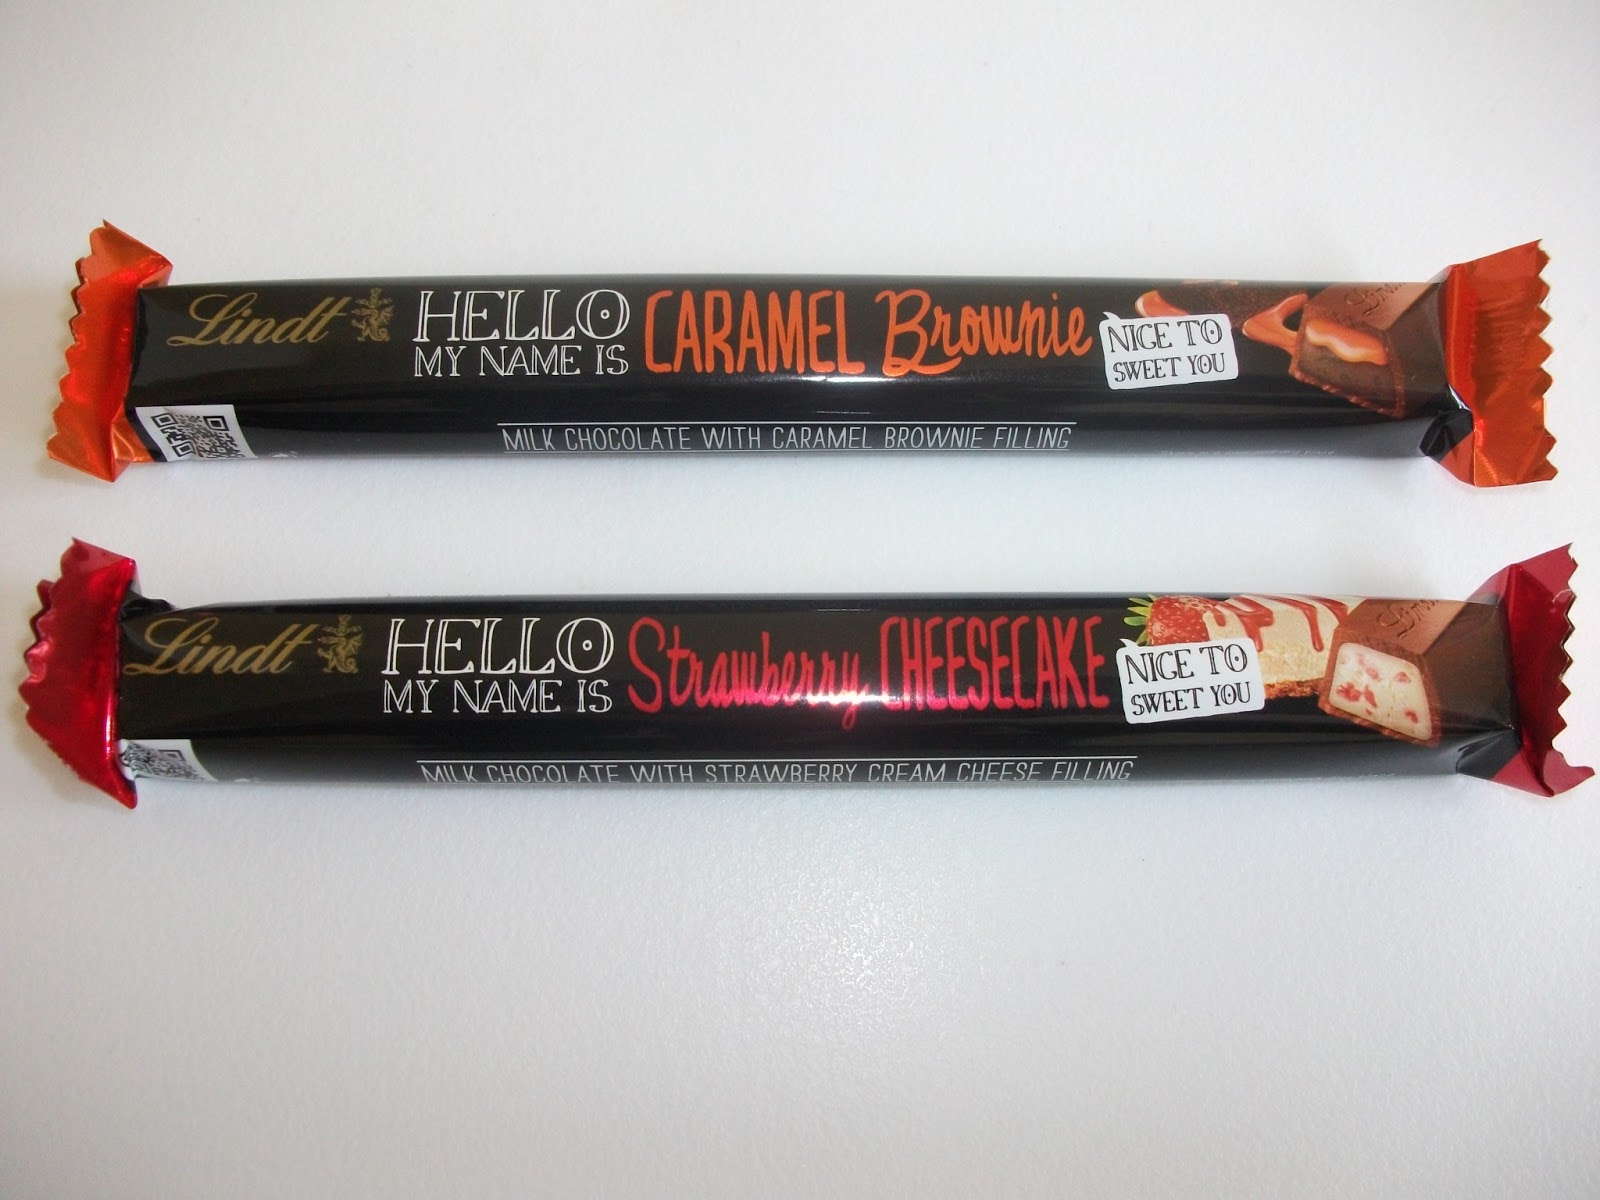 Lindt HELLO MY NAME IS CARAMEL Brownie
NICE TO
SWEET YOU
MILK CHOCOLATE WITH CARAMEL BROWNIE FILLING
Lindt HELLO MY NAME IS Strawberry CHEESECAKE
NICE TO
SWEET YOU
MILK CHOCOLATE WITH STRAWBERRY CREAM CHEESE FILLING